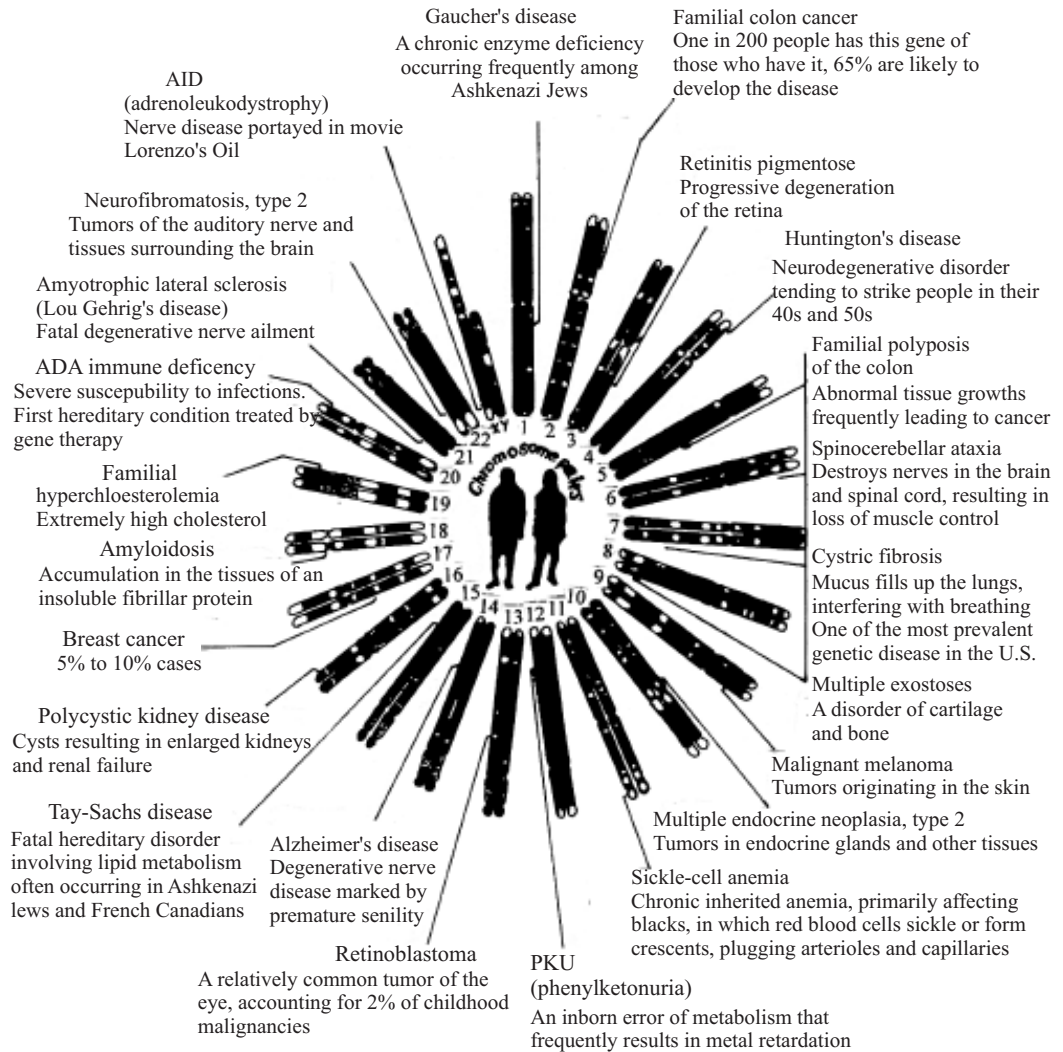 Gaucher's disease
A chronic enzyme deficiency
occurring frequently among
Ashkenazi Jews
Familial colon cancer
One in 200 people has this gene of
those who have it, 65% are likely to
develop the disease
AID
(adrenoleukodystrophy)
Nerve disease portayed in movie
Lorenzo's Oil
Retinitis pigmentose
Progressive degeneration
of the retina
Neurofibromatosis, type 2
Tumors of the auditory nerve and
tissues surrounding the brain
Huntington's disease
Neurodegenerative disorder
tending to strike people in their
40s and 50s
Amyotrophic lateral sclerosis
(Lou Gehrig's disease)
Fatal degenerative nerve ailment
Familial polyposis
of the colon
Abnormal tissue growths
frequently leading to cancer
ADA immune deficency
Severe suscepubility to infections.
First hereditary condition treated by
gene therapy
Spinocerebellar ataxia
Destroys nerves in the brain
and spinal cord, resulting in
loss of muscle control
Familial
hyperchloesterolemia
Extremely high cholesterol
Amyloidosis
Accumulation in the tissues of an
insoluble fibrillar protein
Cystric fibrosis
Mucus fills up the lungs,
interfering with breathing
One of the most prevalent
genetic disease in the U.S.
Breast cancer
5% to 10% cases
Multiple exostoses
A disorder of cartilage
and bone
Polycystic kidney disease
Cysts resulting in enlarged kidneys
and renal failure
Malignant melanoma
Tumors originating in the skin
Tay-Sachs disease
Fatal hereditary disorder
involving lipid metabolism
often occurring in Ashkenazi
lews and French Canadians
Alzheimer's disease
Degenerative nerve
disease marked by
premature senility
Multiple endocrine neoplasia, type 2
Tumors in endocrine glands and other tissues
Sickle-cell anemia
Chronic inherited anemia, primarily affecting
blacks, in which red blood cells sickle or form
crescents, plugging arterioles and capillaries
Retinoblastoma
A relatively common tumor of the
eye, accounting for 2% of childhood
malignancies
PKU
(phenylketonuria)
An inborn error of metabolism that
frequently results in metal retardation
Chromosome
1
2
3
4
5
6
7
8
9
10
11
12
13
14
15
16
17
18
19
20
21
22
XY